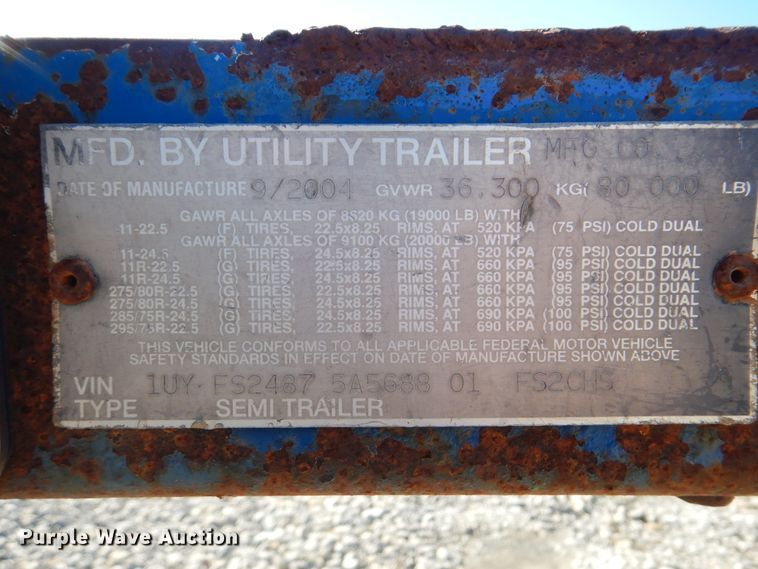 MFD. BY UTILITY TRAILER MFG CO.
DATE OF MANUFACTURE 9/2004 GVWR 36,300 KG( 80,000 LB)
GAWR ALL AXLES OF 8S20 KG (19000 LB) WITH
11-22.5 (F) TIRES, 22.5x8.25 RIMS, AT 520 KPA (75 PSI) COLD DUAL
GAWR ALL AXLES OF 9100 KG (20000 LB) WITH
11-24.5 (F) TIRES, 24.5x8.25 RIMS, AT 520 KPA (75 PSI) COLD DUAL
11R-22.5 (G) TIRES, 22.5x8.25 RIMS, AT 660 KPA (95 PSI) COLD DUAL
11R-24.5 (G) TIRES, 24.5x8.25 RIMS, AT 660 KPA (95 PSI) COLD DUAL
275/80R-22.5 (G) TIRES, 22.5x8.25 RIMS, AT 660 KPA (95 PSI) COLD DUAL
275/80R-24.5 (G) TIRES, 24.5x8.25 RIMS, AT 660 KPA (95 PSI) COLD DUAL
285/75R-24.5 (G) TIRES, 24.5x8.25 RIMS, AT 690 KPA (100 PSI) COLD DUAL
295/75R-22.5 (G) TIRES, 22.5x8.25 RIMS, AT 690 KPA (100 PSI) COLD DUAL
THIS VEHICLE CONFORMS TO ALL APPLICABLE FEDERAL MOTOR VEHICLE
SAFETY STANDARDS IN EFFECT ON DATE OF MANUFACTURE SHOWN ABOVE
VIN 1UY FS2487 5A5688 01 FS2CHS
TYPE SEMI TRAILER
Purple Wave Auction